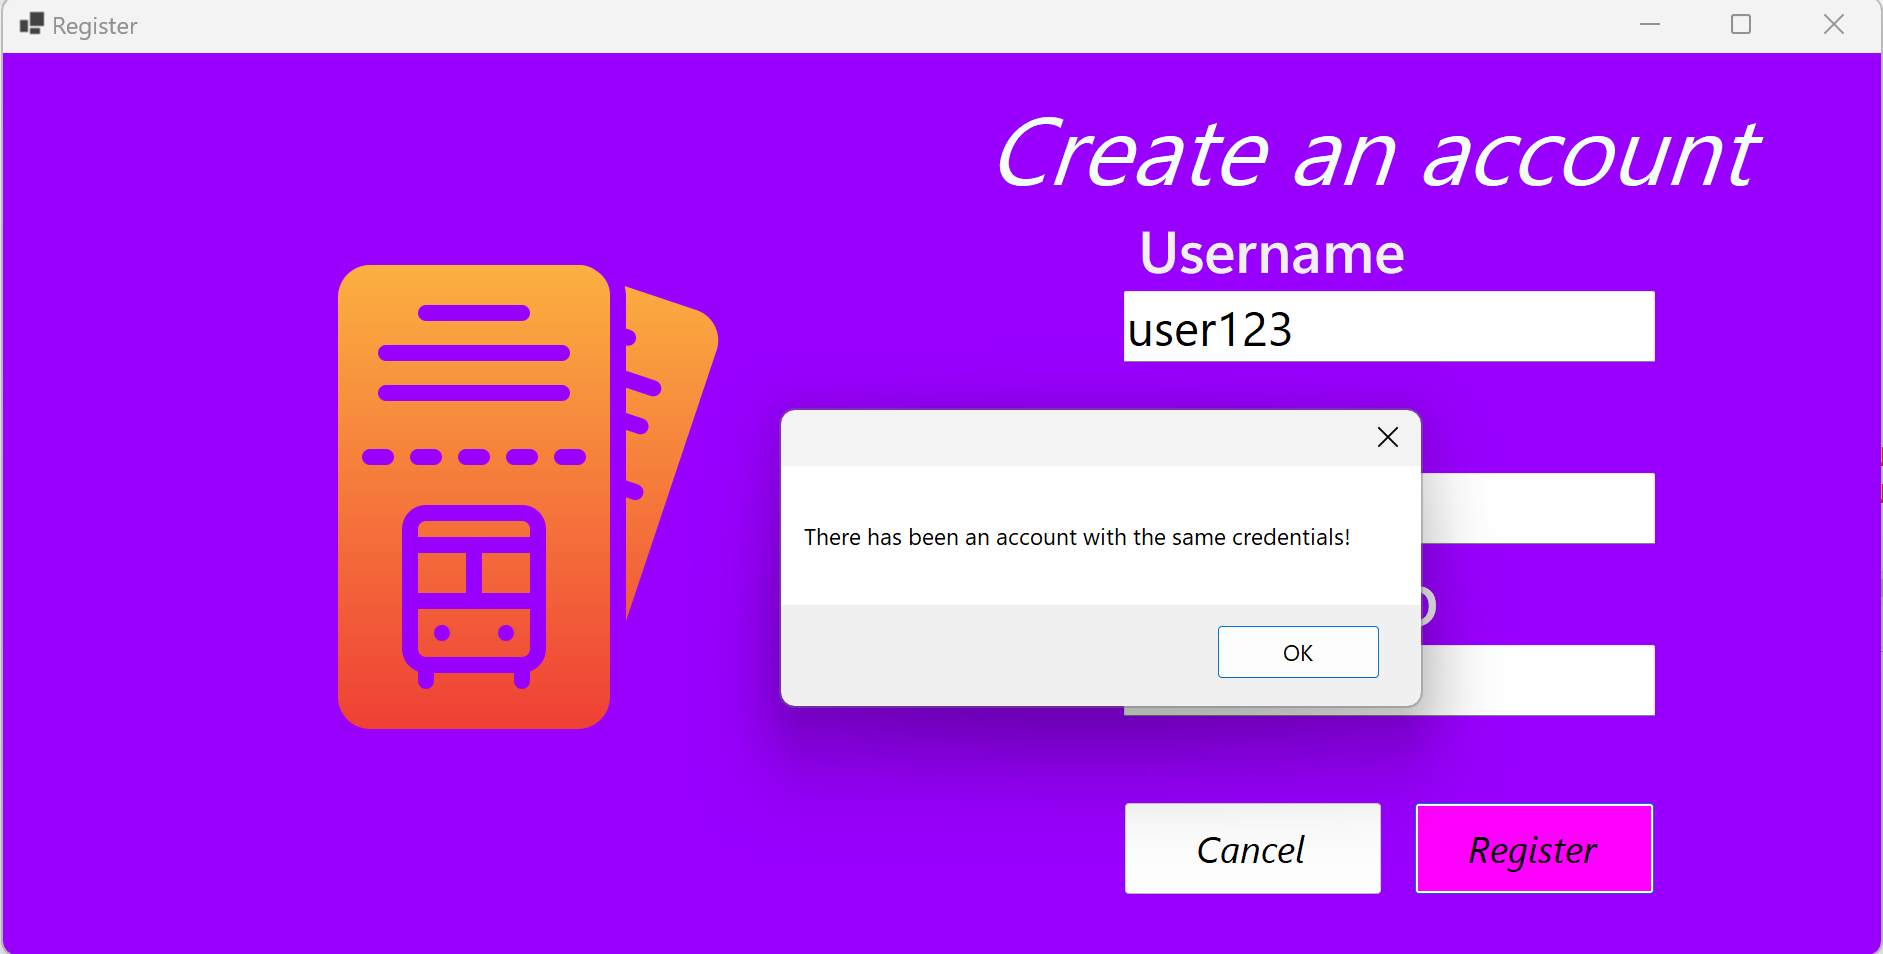 Register
Create an account
Username
user123
There has been an account with the same credentials!
OK
Cancel
Register